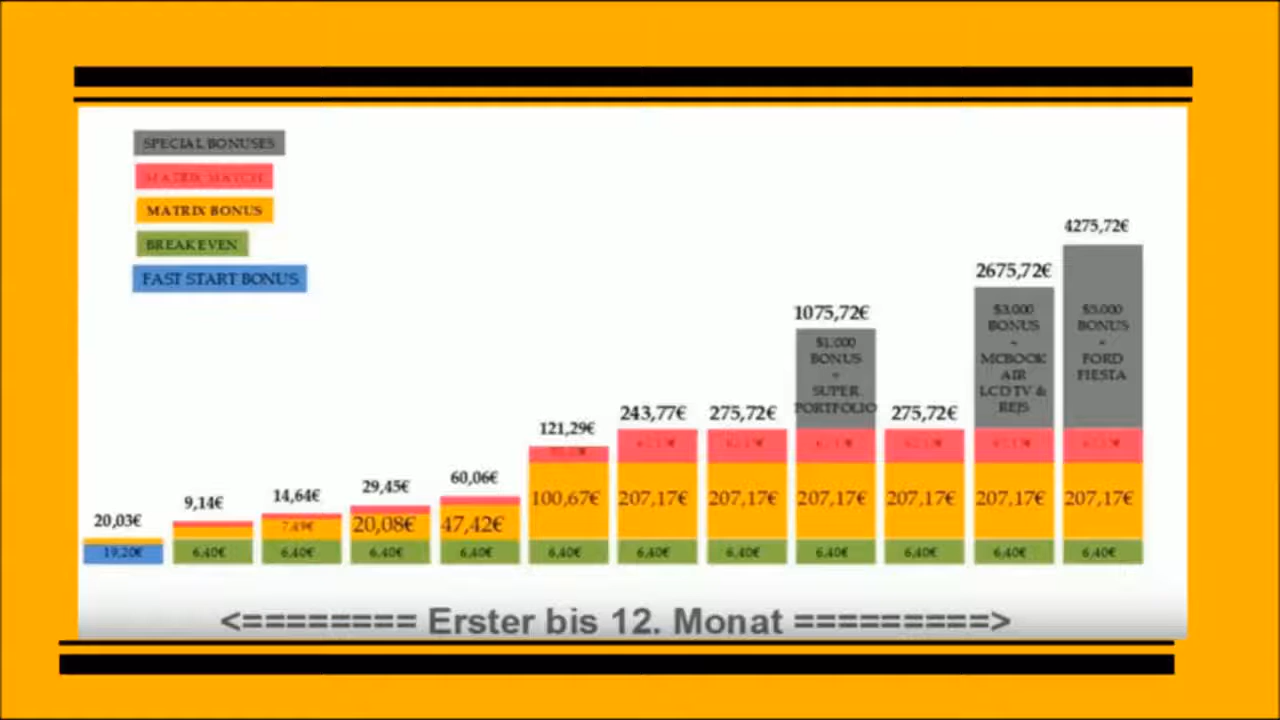 SPECIAL BONUSES
MATRIX MATCH
MATRIX BONUS
BREAKEVEN
FAST START BONUS
20,03€
19,20€
9,14€
6,40€
14,64€
7,49€
6,40€
29,45€
20,08€
6,40€
60,06€
47,42€
6,40€
121,29€
100,67€
6,40€
243,77€
207,17€
6,40€
275,72€
207,17€
6,40€
1075,72€
$1.000
BONUS
+
SUPER
PORTFOLIO
207,17€
6,40€
275,72€
207,17€
6,40€
2675,72€
$3.000
BONUS
+
MCBOOK
AIR
LCD TV &
REJS
207,17€
6,40€
4275,72€
$5.000
BONUS
+
FORD
FIESTA
207,17€
6,40€
<======== Erster bis 12. Monat =========>